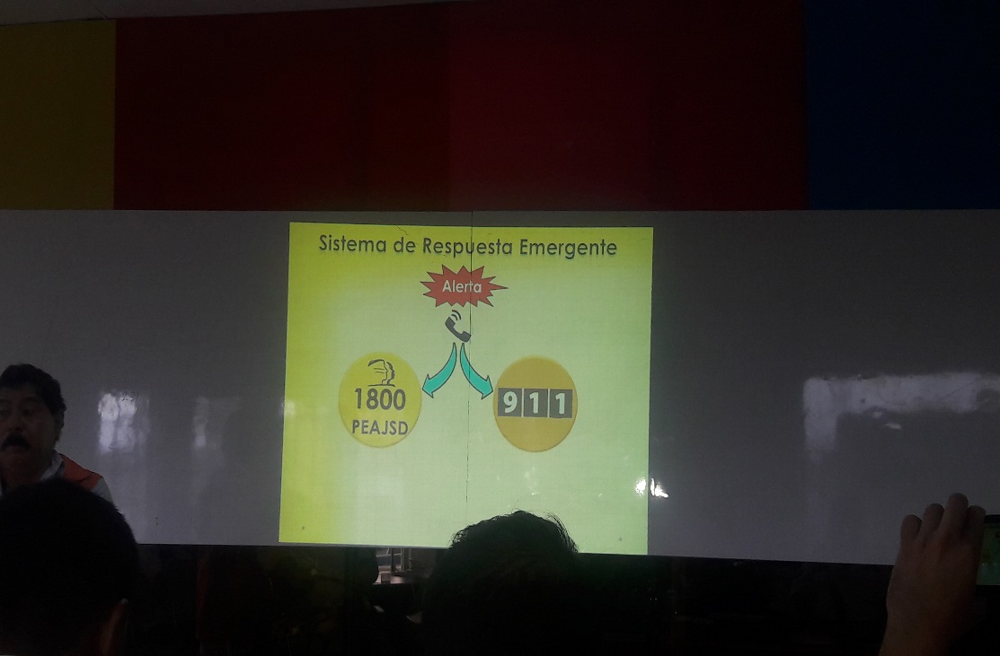 Sistema de Respuesta Emergente
Alerta
1800
PEAJSD
911